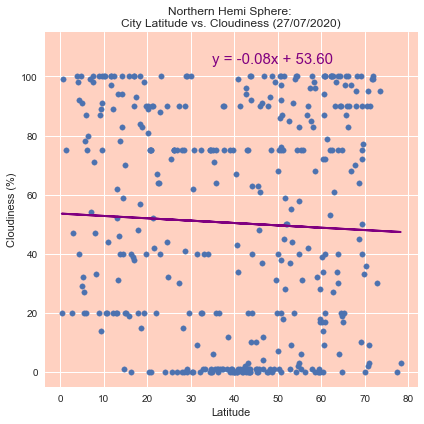 Northern Hemi Sphere:
City Latitude vs. Cloudiness (27/07/2020)
y = -0.08x + 53.60
100
80
60
40
20
0
Cloudiness (%)
0 10 20 30 40 50 60 70 80
Latitude